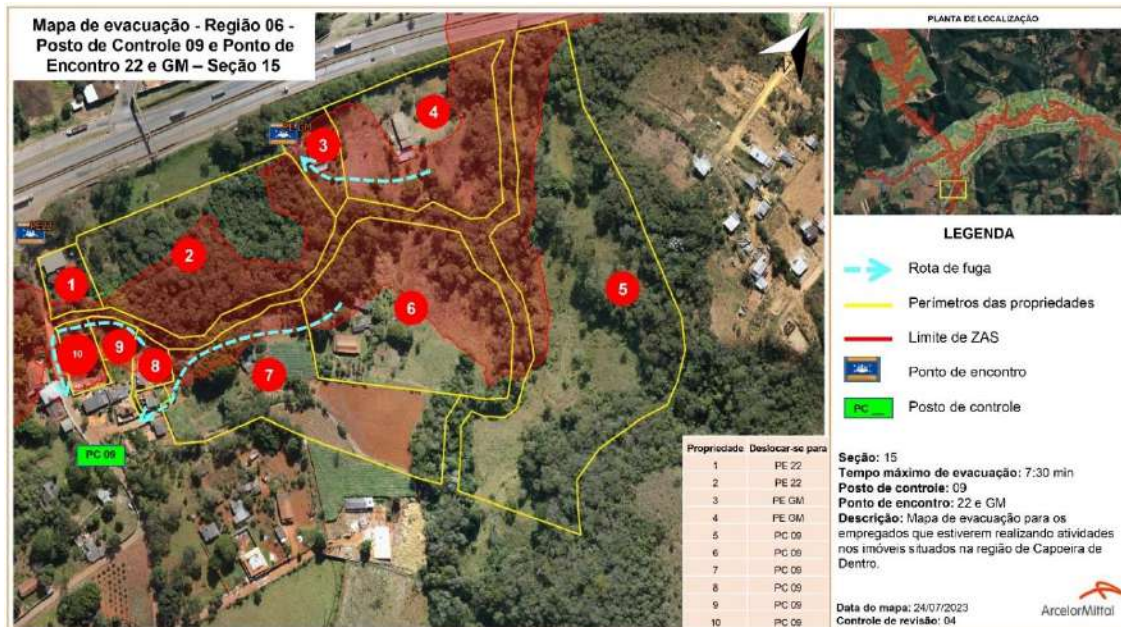 Mapa de evacuação - Região 06 -
Posto de Controle 09 e Ponto de
Encontro 22 e GM – Seção 15
PE GM
3
4
PE22
2
1
5
6
9
10
8
7
PC 09
Propriedade Deslocar-se para
1 PE 22
2 PE 22
3 PE GM
4 PE GM
5 PC 09
6 PC 09
7 PC 09
8 PC 09
9 PC 09
10 PC 09
PLANTA DE LOCALIZAÇÃO
LEGENDA
Rota de fuga
Perímetros das propriedades
Limite de ZAS
Ponto de encontro
PC __ Posto de controle
Seção: 15
Tempo máximo de evacuação: 7:30 min
Posto de controle: 09
Ponto de encontro: 22 e GM
Descrição: Mapa de evacuação para os
empregados que estiverem realizando atividades
nos imóveis situados na região de Capoeira de
Dentro.
Data do mapa: 24/07/2023
Controle de revisão: 04
ArcelorMittal